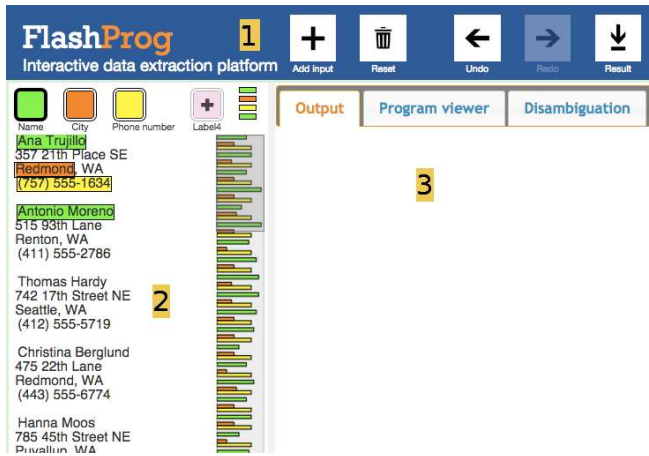 FlashProg
Interactive data extraction platform
1
Add input
Reset
Undo
Redo
Result
Name
City
Phone number
Label4
Output
Program viewer
Disambiguation
Ana Trujillo
357 21th Place SE
Redmond, WA
(757) 555-1634
Antonio Moreno
515 93th Lane
Renton, WA
(411) 555-2786
Thomas Hardy
742 17th Street NE
Seattle, WA
(412) 555-5719
Christina Berglund
475 22th Lane
Redmond, WA
(443) 555-6774
Hanna Moos
785 45th Street NE
Puyallup, WA
2
3